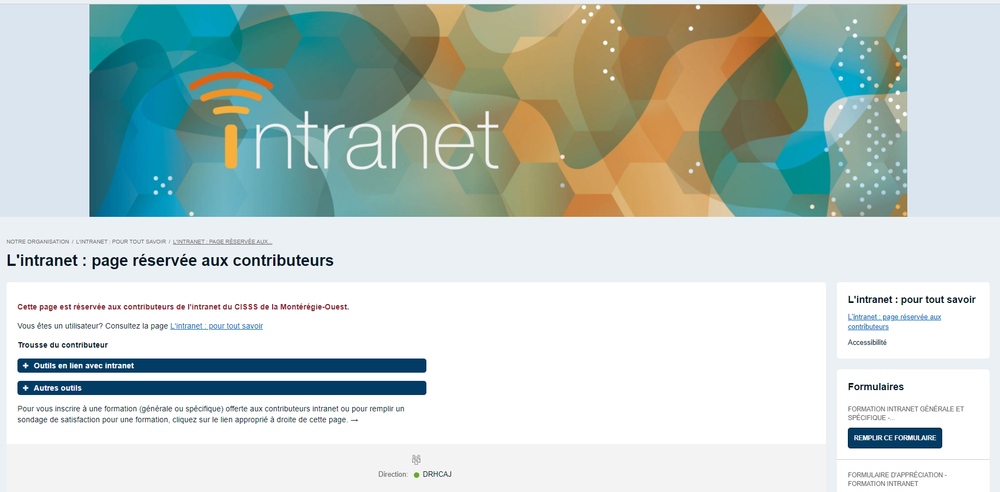 intranet
NOTRE ORGANISATION / L'INTRANET : POUR TOUT SAVOIR / L'INTRANET : PAGE RÉSERVÉE AUX...
L'intranet : page réservée aux contributeurs
Cette page est réservée aux contributeurs de l'intranet du CISSS de la Montérégie-Ouest.
Vous êtes un utilisateur? Consultez la page L'intranet : pour tout savoir
Trousse du contributeur
+ Outils en lien avec intranet
+ Autres outils
Pour vous inscrire à une formation (générale ou spécifique) offerte aux contributeurs intranet ou pour remplir un
sondage de satisfaction pour une formation, cliquez sur le lien approprié à droite de cette page. →
Direction: DRHCAJ
L'intranet : pour tout savoir
L'intranet : page réservée aux
contributeurs
Accessibilité
Formulaires
FORMATION INTRANET GÉNÉRALE ET
SPÉCIFIQUE -...
REMPLIR CE FORMULAIRE
FORMULAIRE D'APPRÉCIATION -
FORMATION INTRANET